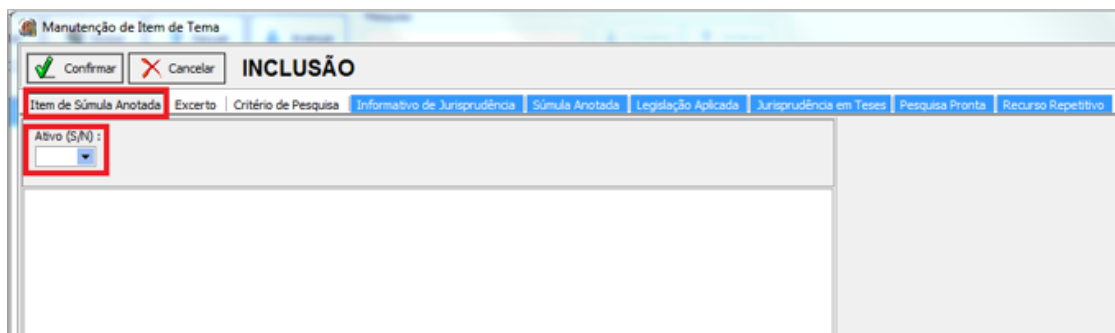 Manutenção de Item de Tema
Confirmar Cancelar INCLUSÃO
Item de Súmula Anotada Excerto Critério de Pesquisa Informativo de Jurisprudência Súmula Anotada Legislação Aplicada Jurisprudência em Teses Pesquisa Pronta Recurso Repetitivo
Ativo (S/N) :